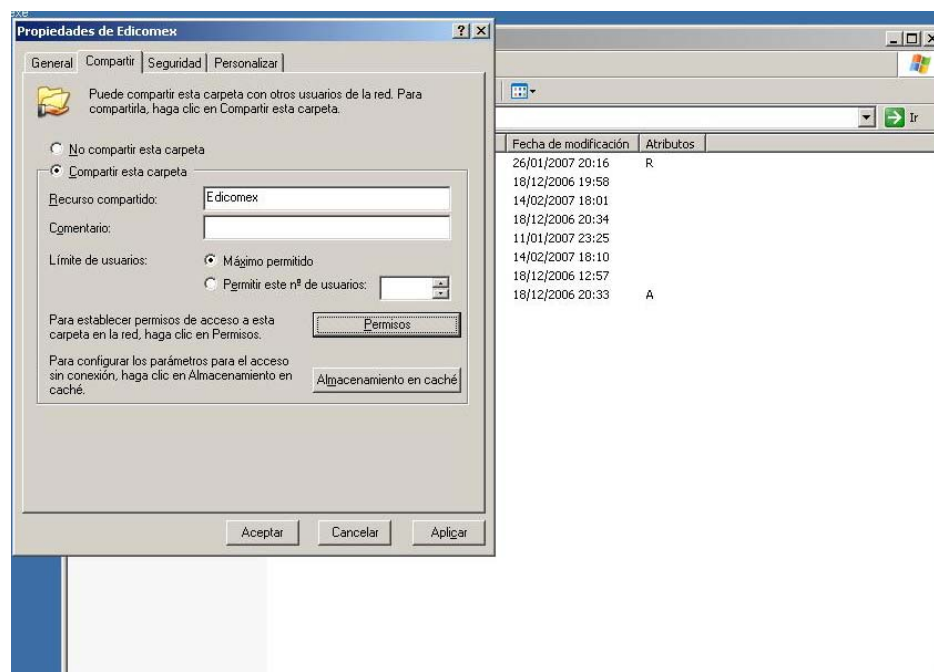 exe
Propiedades de Edicomex
General Compartir Seguridad Personalizar
Puede compartir esta carpeta con otros usuarios de la red. Para
compartirla, haga clic en Compartir esta carpeta.
No compartir esta carpeta
Compartir esta carpeta
Recurso compartido: Edicomex
Comentario:
Límite de usuarios: Máximo permitido
Permitir este nº de usuarios:
Para establecer permisos de acceso a esta
carpeta en la red, haga clic en Permisos.
Permisos
Para configurar los parámetros para el acceso
sin conexión, haga clic en Almacenamiento en
caché.
Almacenamiento en caché
Aceptar Cancelar Aplicar
Ir
Fecha de modificación Atributos
26/01/2007 20:16 R
18/12/2006 19:58
14/02/2007 18:01
18/12/2006 20:34
11/01/2007 23:25
14/02/2007 18:10
18/12/2006 12:57
18/12/2006 20:33 A